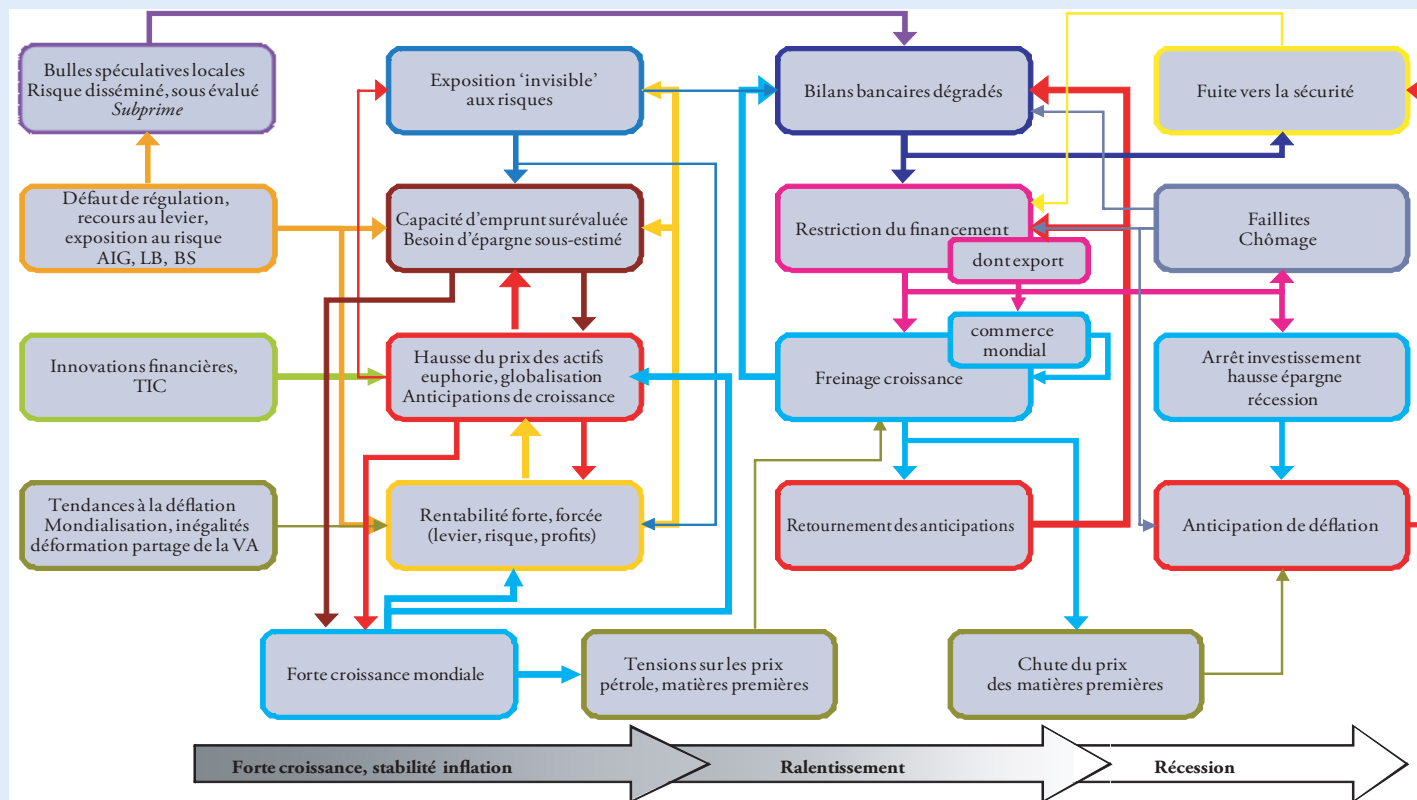 Bulles spéculatives locales
Risque disséminé, sous évalué
Subprime
Exposition ‘invisible’
aux risques
Bilans bancaires dégradés
Fuite vers la sécurité
Défaut de régulation,
recours au levier,
exposition au risque
AIG, LB, BS
Capacité d’emprunt surévaluée
Besoin d’épargne sous-estimé
Restriction du financement
dont export
Faillites
Chômage
Innovations financières,
TIC
Hausse du prix des actifs
euphorie, globalisation
Anticipations de croissance
commerce
mondial
Freinage croissance
Arrêt investissement
hausse épargne
récession
Tendances à la déflation
Mondialisation, inégalités
déformation partage de la VA
Rentabilité forte, forcée
(levier, risque, profits)
Retournement des anticipations
Anticipation de déflation
Forte croissance mondiale
Tensions sur les prix
pétrole, matières premières
Chute du prix
des matières premières
Forte croissance, stabilité inflation
Ralentissement
Récession